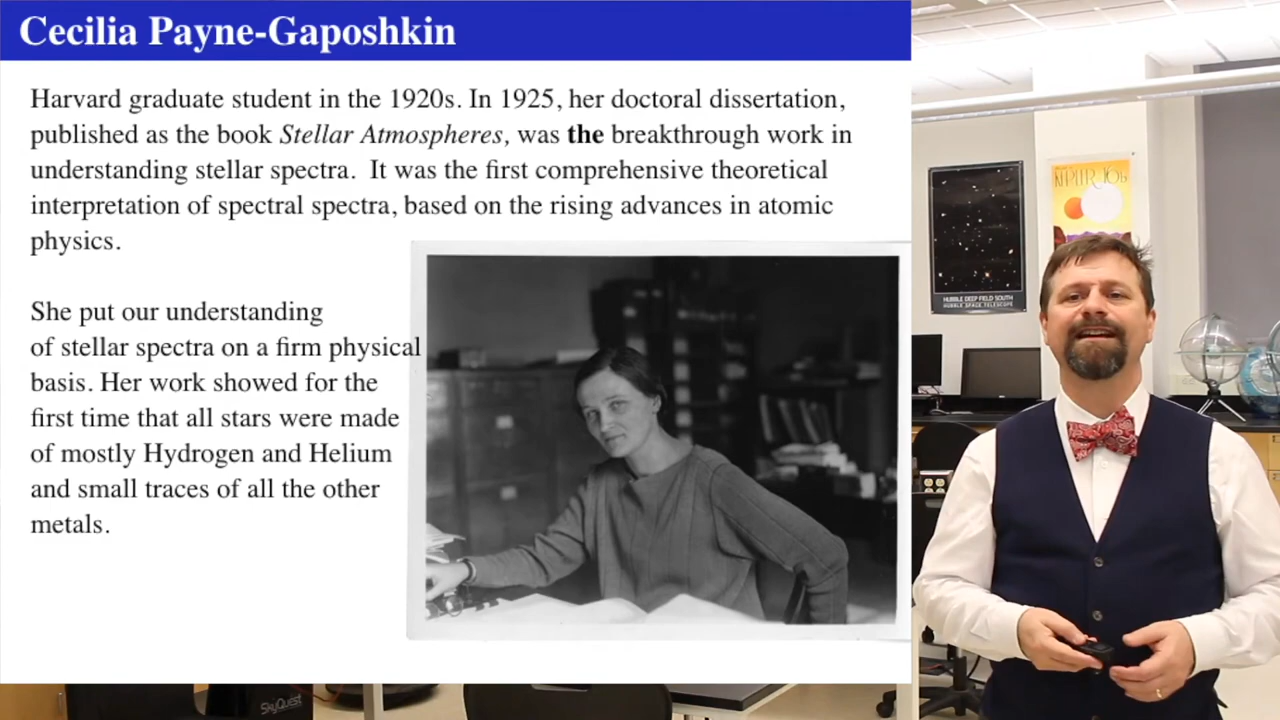 Cecilia Payne-Gaposhkin
Harvard graduate student in the 1920s. In 1925, her doctoral dissertation,
published as the book Stellar Atmospheres, was the breakthrough work in
understanding stellar spectra. It was the first comprehensive theoretical
interpretation of spectral spectra, based on the rising advances in atomic
physics.
She put our understanding
of stellar spectra on a firm physical
basis. Her work showed for the
first time that all stars were made
of mostly Hydrogen and Helium
and small traces of all the other
metals.
HUBBLE DEEP FIELD SOUTH
HUBBLE SPACE TELESCOPE
SkyQuest